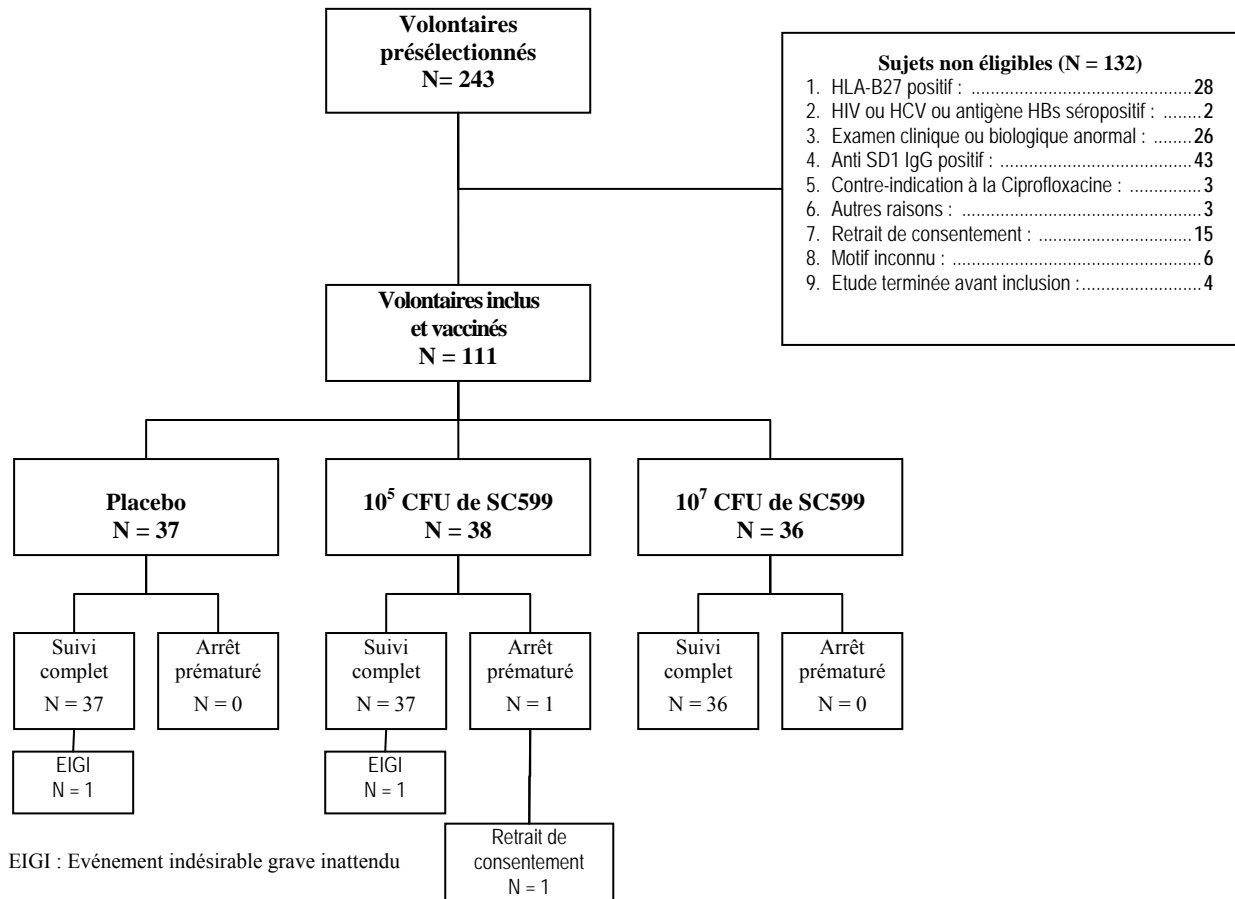 Volontaires
présélectionnés
N= 243
Sujets non éligibles (N = 132)
1. HLA-B27 positif : ................................................28
2. HIV ou HCV ou antigène HBs séropositif : ........2
3. Examen clinique ou biologique anormal : ........26
4. Anti SD1 IgG positif : .........................................43
5. Contre-indication à la Ciprofloxacine : ................3
6. Autres raisons : ....................................................3
7. Retrait de consentement : ..................................15
8. Motif inconnu : ......................................................6
9. Etude terminée avant inclusion :..........................4
Volontaires inclus
et vaccinés
N = 111
Placebo
N = 37
10⁵ CFU de SC599
N = 38
10⁷ CFU de SC599
N = 36
Suivi
complet
N = 37
Arrêt
prématuré
N = 0
Suivi
complet
N = 37
Arrêt
prématuré
N = 1
Suivi
complet
N = 36
Arrêt
prématuré
N = 0
EIGI
N = 1
EIGI
N = 1
Retrait de
consentement
N = 1
EIGI : Evénement indésirable grave inattendu